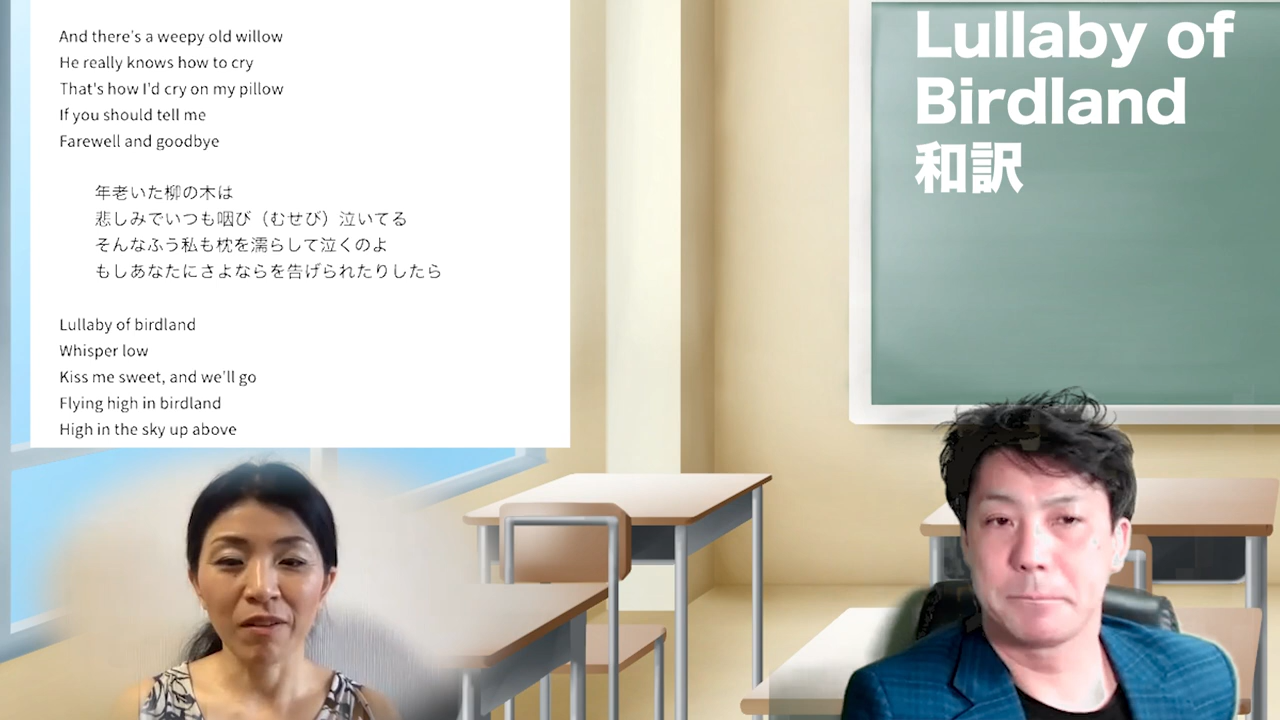 And there's a weepy old willow
He really knows how to cry
That's how I'd cry on my pillow
If you should tell me
Farewell and goodbye
年老いた柳の木は
悲しみでいつも咽び（むせび）泣いてる
そんなふう私も枕を濡らして泣くのよ
もしあなたにさよならを告げられたりしたら
Lullaby of birdland
Whisper low
Kiss me sweet, and we'll go
Flying high in birdland
High in the sky up above
Lullaby of
Birdland
和訳